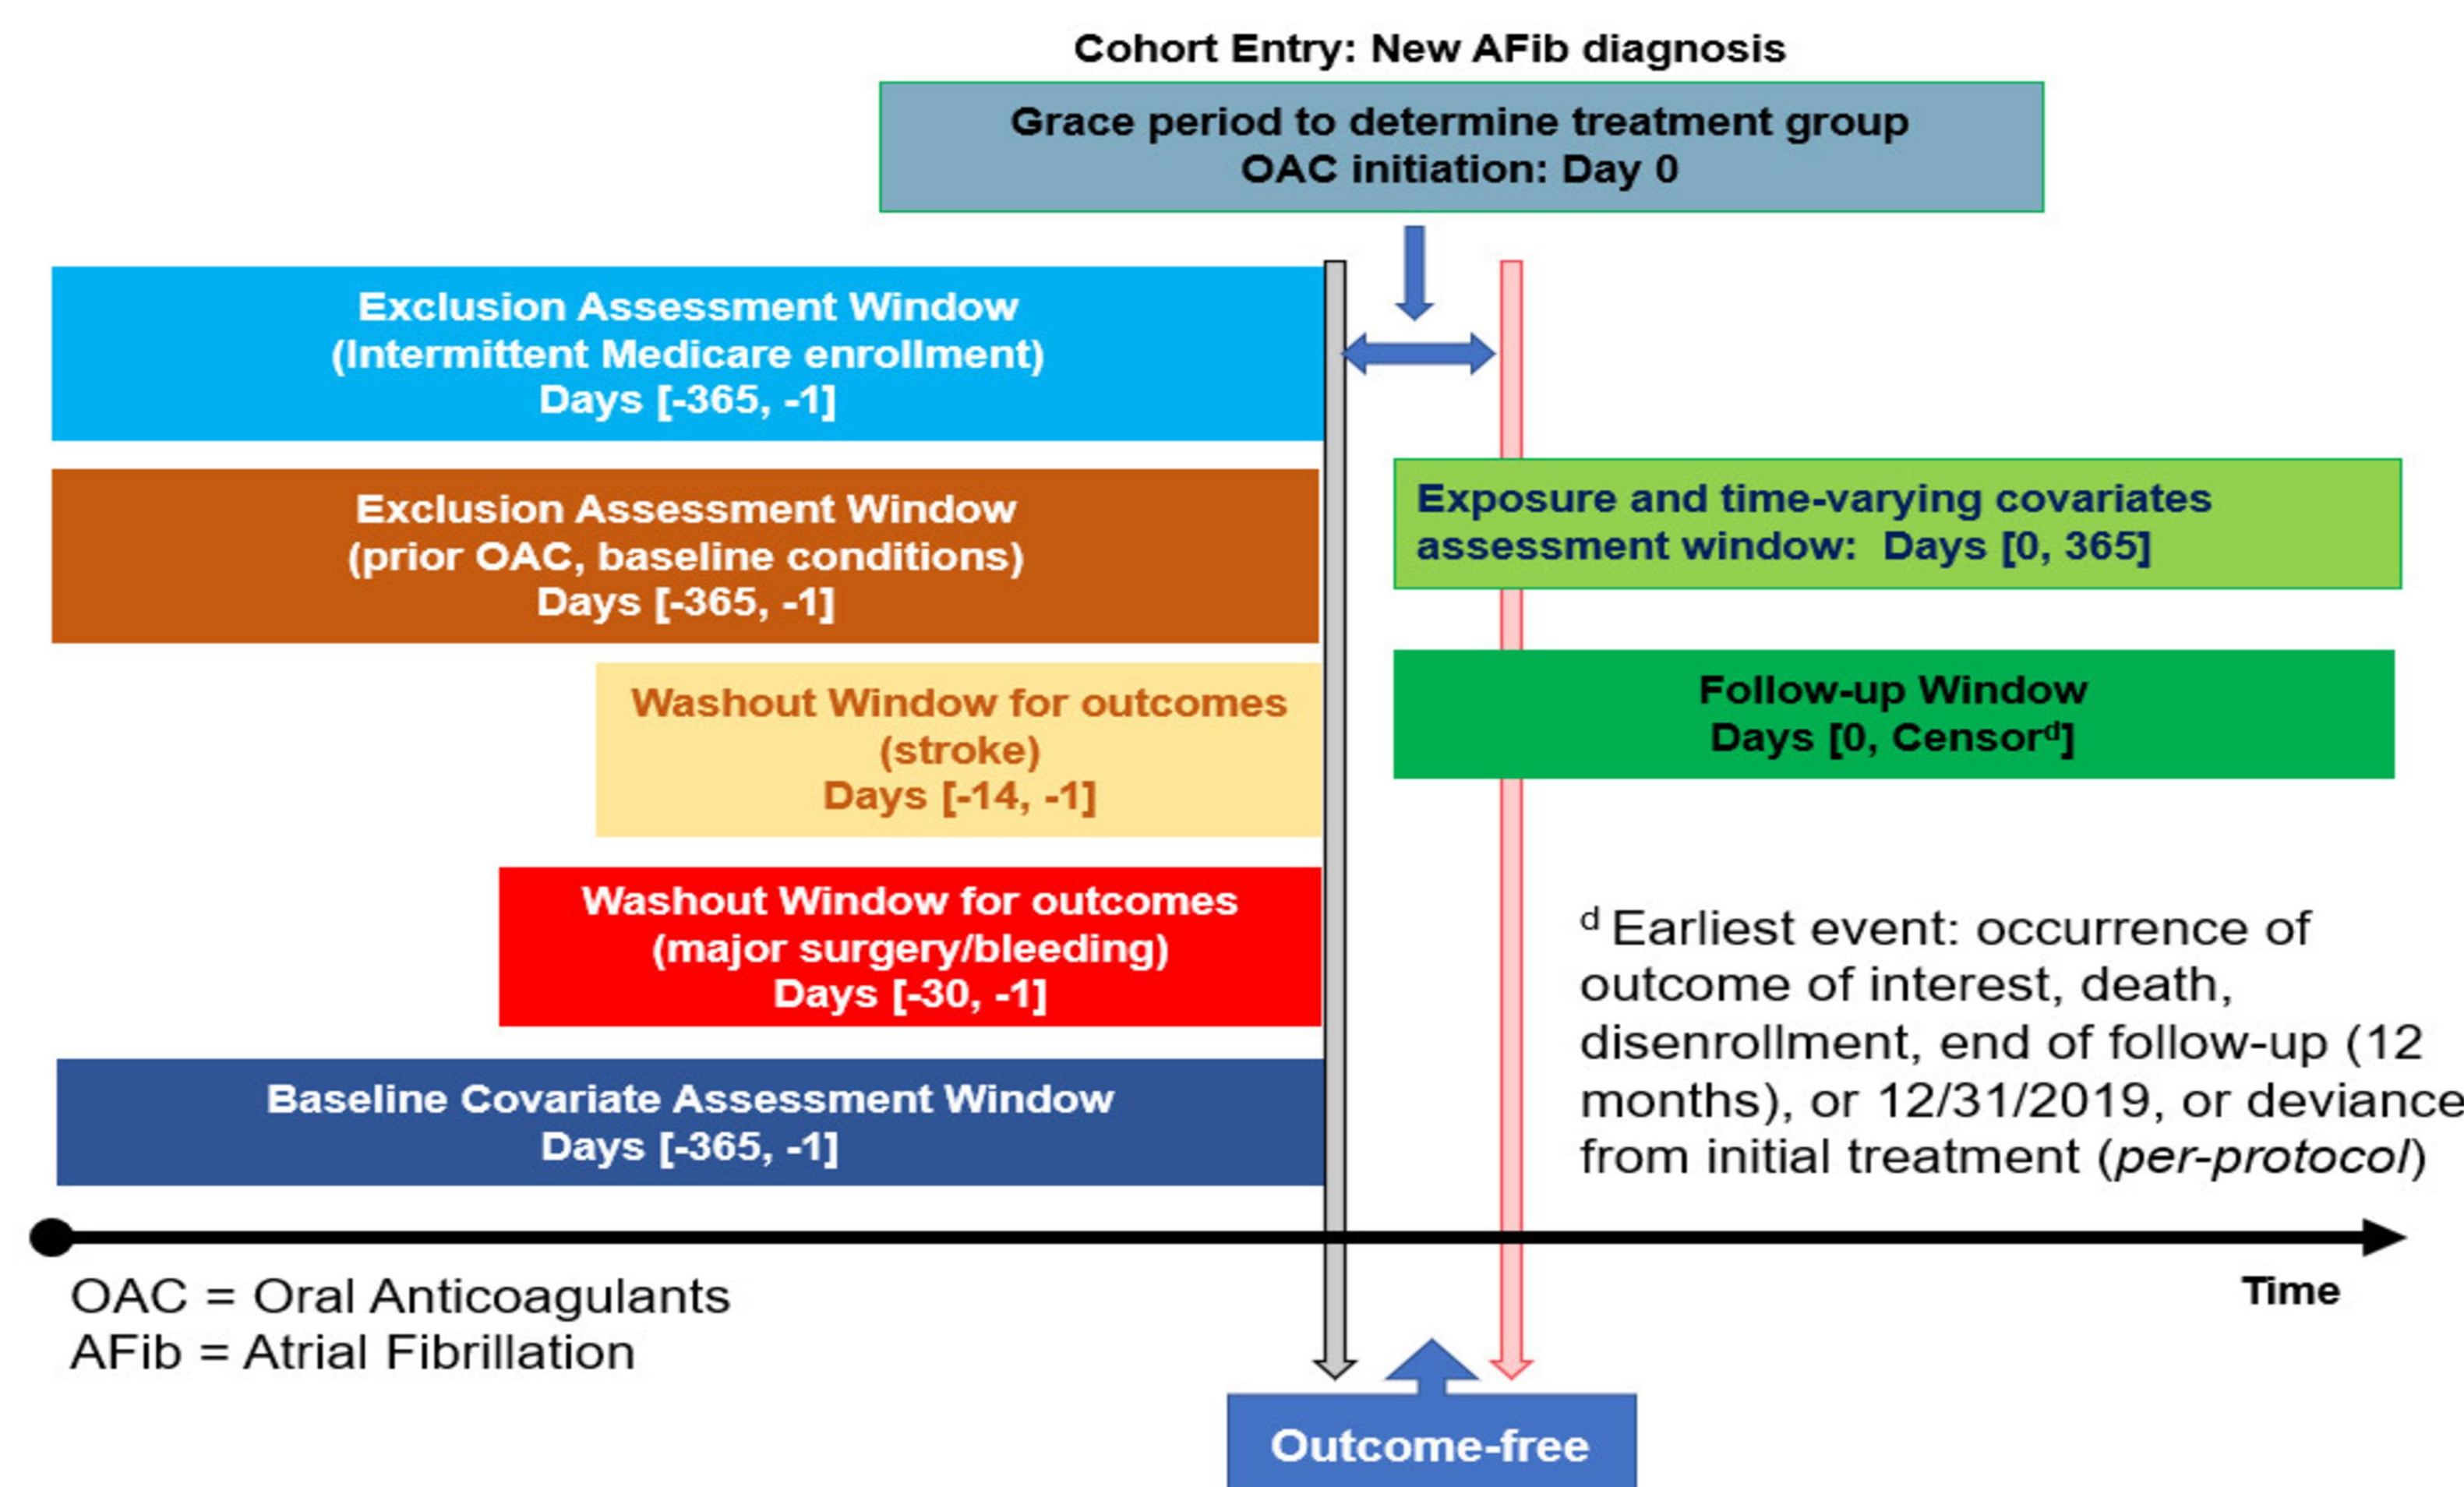 Cohort Entry: New AFib diagnosis
Grace period to determine treatment group
OAC initiation: Day 0
Exclusion Assessment Window
(Intermittent Medicare enrollment)
Days [-365, -1]
Exclusion Assessment Window
(prior OAC, baseline conditions)
Days [-365, -1]
Exposure and time-varying covariates
assessment window:  Days [0, 365]
Washout Window for outcomes
(stroke)
Days [-14, -1]
Follow-up Window
Days [0, Censorᵈ]
Washout Window for outcomes
(major surgery/bleeding)
Days [-30, -1]
Baseline Covariate Assessment Window
Days [-365, -1]
ᵈ Earliest event: occurrence of
outcome of interest, death,
disenrollment, end of follow-up (12
months), or 12/31/2019, or deviance
from initial treatment (per-protocol)
Time
OAC = Oral Anticoagulants
AFib = Atrial Fibrillation
Outcome-free